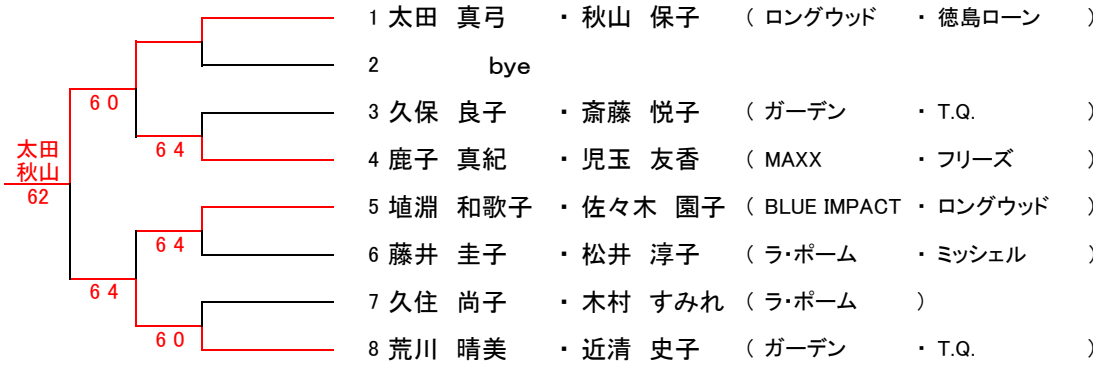 1 太田 真弓 ・ 秋山 保子 ( ロングウッド ・ 徳島ローン )
2 bye
6 0
3 久保 良子 ・ 斎藤 悦子 ( ガーデン ・ T.Q. )
太田
6 4
4 鹿子 真紀 ・ 児玉 友香 ( MAXX ・ フリーズ )
秋山
62
5 埴淵 和歌子 ・ 佐々木 園子 ( BLUE IMPACT ・ ロングウッド )
6 4
6 藤井 圭子 ・ 松井 淳子 ( ラ・ポーム ・ ミッシェル )
6 4
7 久住 尚子 ・ 木村 すみれ ( ラ・ポーム )
6 0
8 荒川 晴美 ・ 近清 史子 ( ガーデン ・ T.Q. )